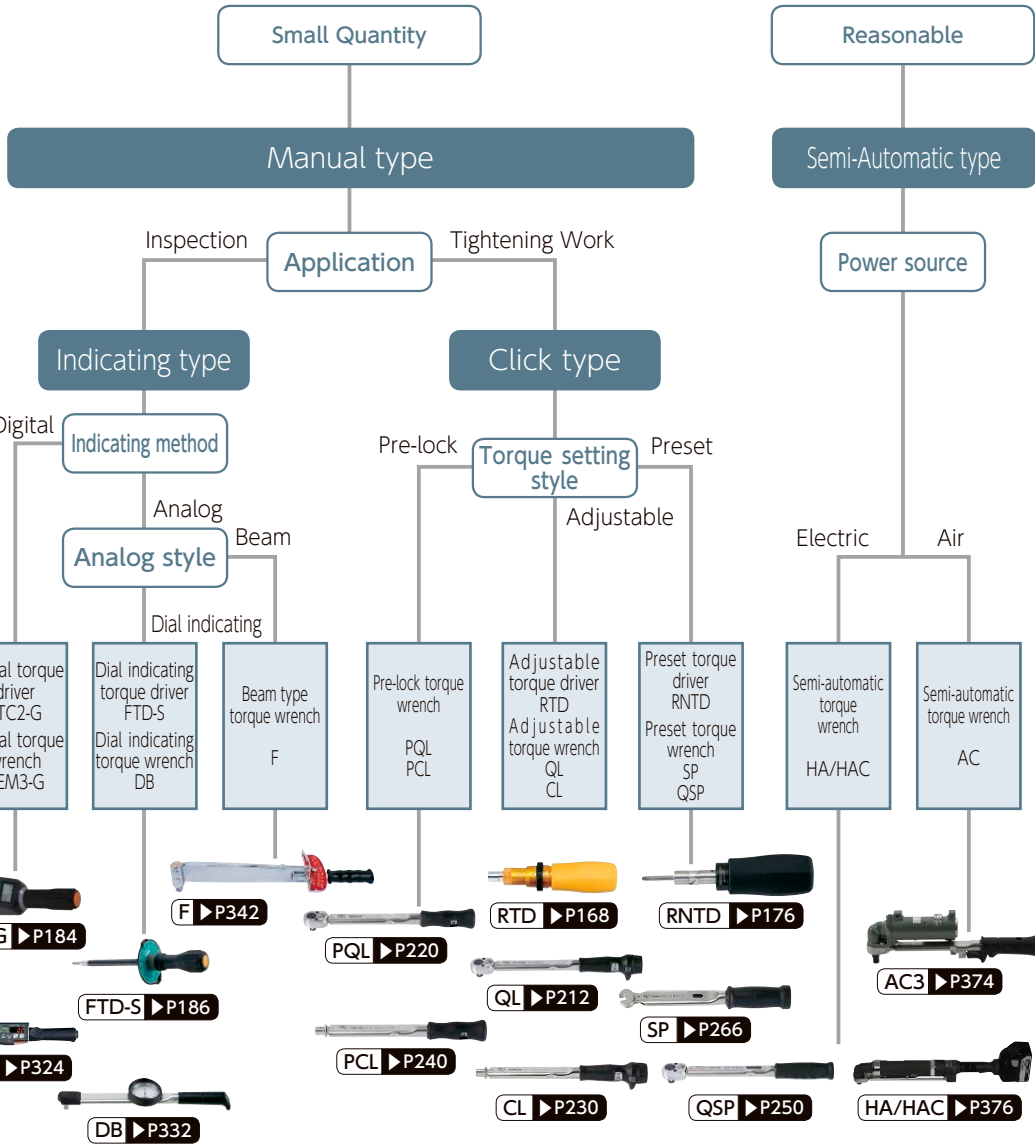 Small Quantity
Reasonable
Manual type
Semi-Automatic type
Inspection
Application
Tightening Work
Power source
Indicating type
Click type
Digital
Indicating method
Pre-lock
Torque setting
style
Preset
Analog
Adjustable
Analog style
Beam
Electric
Air
Dial indicating
al torque
driver
TC2-G
al torque
wrench
EM3-G
Dial indicating
torque driver
FTD-S
Dial indicating
torque wrench
DB
Beam type
torque wrench
F
Pre-lock torque
wrench
PQL
PCL
Adjustable
torque driver
RTD
Adjustable
torque wrench
QL
CL
Preset torque
driver
RNTD
Preset torque
wrench
SP
QSP
Semi-automatic
torque
wrench
HA/HAC
Semi-automatic
torque wrench
AC
G ▶P184
F ▶P342
PQL ▶P220
RTD ▶P168
RNTD ▶P176
AC3 ▶P374
FTD-S ▶P186
QL ▶P212
SP ▶P266
▶P324
PCL ▶P240
DB ▶P332
CL ▶P230
QSP ▶P250
HA/HAC ▶P376